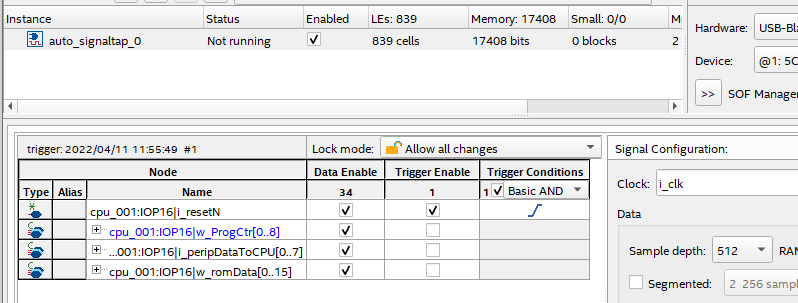 Instance Status Enabled LEs: 839 Memory: 17408 Small: 0/0
auto_signaltap_0 Not running 839 cells 17408 bits 0 blocks 2
Hardware: USB-Bla
Device: @1: 5C
>> SOF Manager
trigger: 2022/04/11 11:55:49 #1 Lock mode: Allow all changes
Node Data Enable Trigger Enable Trigger Conditions
Type Alias Name 34 1 1 Basic AND
cpu_001:IOP16|i_resetN
cpu_001:IOP16|w_ProgCtr[0..8]
...001:IOP16|i_peripDataToCPU[0..7]
cpu_001:IOP16|w_romData[0..15]
Signal Configuration:
Clock: i_clk
Data
Sample depth: 512 RAM
Segmented: 2 256 samp